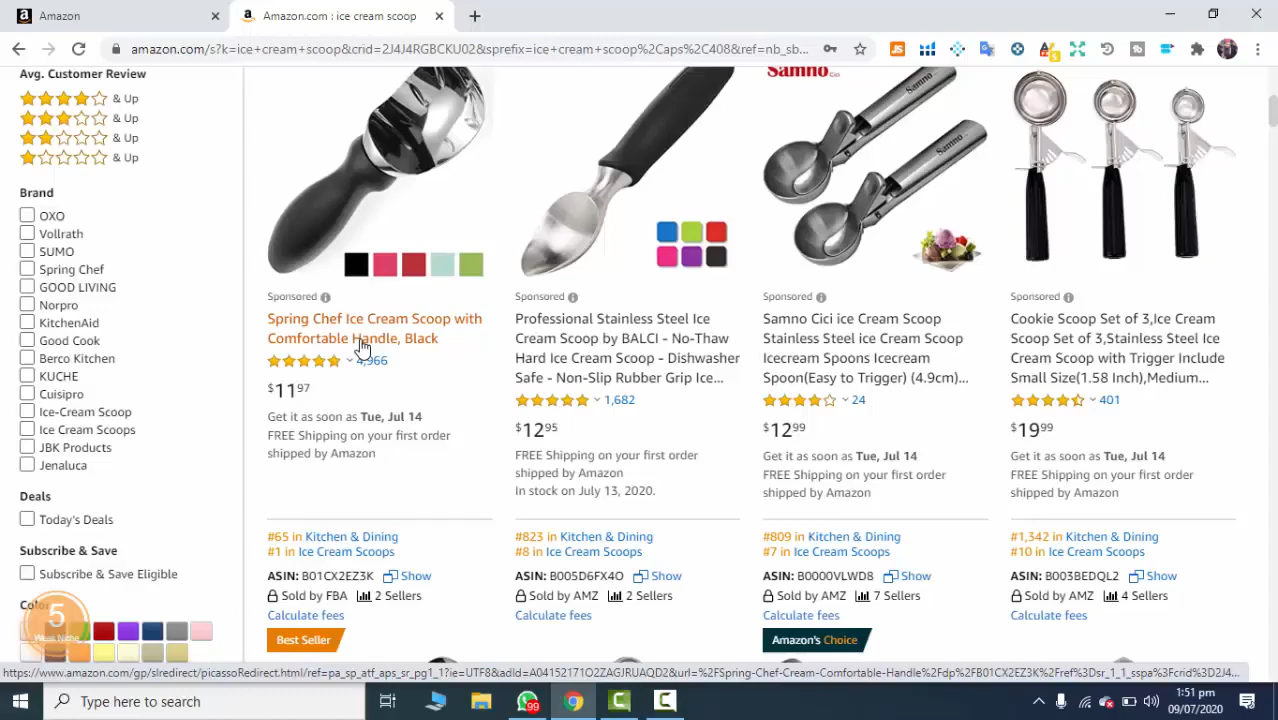 Amazon
Amazon.com : ice cream scoop
amazon.com/s?k=ice+cream+scoop&crid=2J4J4RGBCKU02&sprefix=ice+cream+scoop%2Caps%2C408&ref=nb_sb...
Avg. Customer Review
& Up
& Up
& Up
& Up
Brand
OXO
Vollrath
SUMO
Spring Chef
GOOD LIVING
Norpro
KitchenAid
Good Cook
Berco Kitchen
KUCHE
Cuisipro
Ice-Cream Scoop
Ice Cream Scoops
JBK Products
Jenaluca
Deals
Today's Deals
Subscribe & Save
Subscribe & Save Eligible
5
Sponsored
Spring Chef Ice Cream Scoop with
Comfortable Handle, Black
4,966
$11.97
Get it as soon as Tue, Jul 14
FREE Shipping on your first order
shipped by Amazon
#65 in Kitchen & Dining
#1 in Ice Cream Scoops
ASIN: B01CX2EZ3K Show
Sold by FBA 2 Sellers
Calculate fees
Best Seller
Sponsored
Professional Stainless Steel Ice
Cream Scoop by BALCI - No-Thaw
Hard Ice Cream Scoop - Dishwasher
Safe - Non-Slip Rubber Grip Ice...
1,682
$12.95
FREE Shipping on your first order
shipped by Amazon
In stock on July 13, 2020.
#823 in Kitchen & Dining
#8 in Ice Cream Scoops
ASIN: B005D6FX4O Show
Sold by AMZ 2 Sellers
Calculate fees
Samno
Samno
Samno
Sponsored
Samno Cici ice Cream Scoop
Stainless Steel ice Cream Scoop
Icecream Spoons Icecream
Spoon(Easy to Trigger) (4.9cm)...
24
$12.99
Get it as soon as Tue, Jul 14
FREE Shipping on your first order
shipped by Amazon
#809 in Kitchen & Dining
#7 in Ice Cream Scoops
ASIN: B0000VLWD8 Show
Sold by AMZ 7 Sellers
Calculate fees
Amazon's Choice
Sponsored
Cookie Scoop Set of 3,Ice Cream
Scoop Set of 3,Stainless Steel Ice
Cream Scoop with Trigger Include
Small Size(1.58 Inch),Medium...
401
$19.99
Get it as soon as Tue, Jul 14
FREE Shipping on your first order
shipped by Amazon
#1,342 in Kitchen & Dining
#10 in Ice Cream Scoops
ASIN: B003BEDQL2 Show
Sold by AMZ 4 Sellers
Calculate fees
https://www.amazon.com/gp/slredirect/picassoRedirect.html/ref=pa_sp_atf_aps_sr_pg1_1?ie=UTF8&adId=A04152171O2ZAGJRUAQD2&url=%2FSpring-Chef-Cream-Comfortable-Handle%2Fdp%2FB01CX2EZ3K%2Fref%3Dsr_1_1_sspa%3Fcrid%3D2J4...
Type here to search
99
1:51 pm
09/07/2020